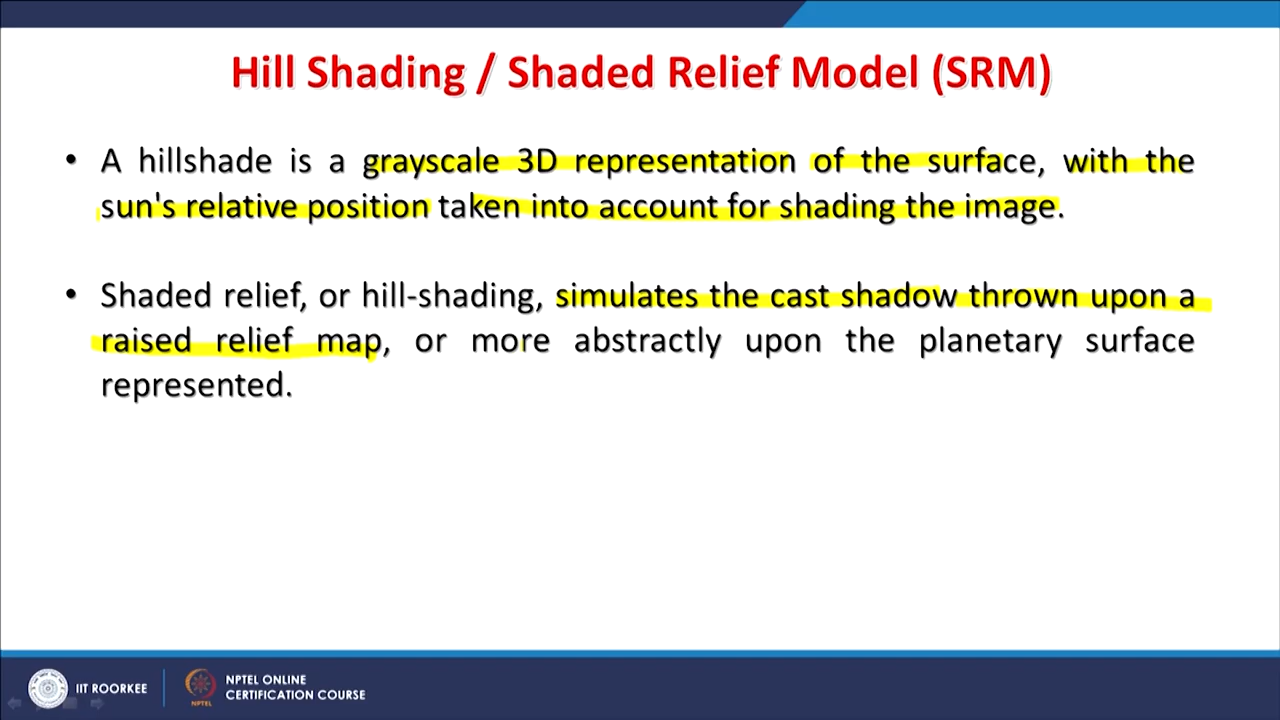 Hill Shading / Shaded Relief Model (SRM)
• A hillshade is a grayscale 3D representation of the surface, with the
sun's relative position taken into account for shading the image.
• Shaded relief, or hill-shading, simulates the cast shadow thrown upon a
raised relief map, or more abstractly upon the planetary surface
represented.
IIT ROORKEE
NPTEL
NPTEL ONLINE
CERTIFICATION COURSE